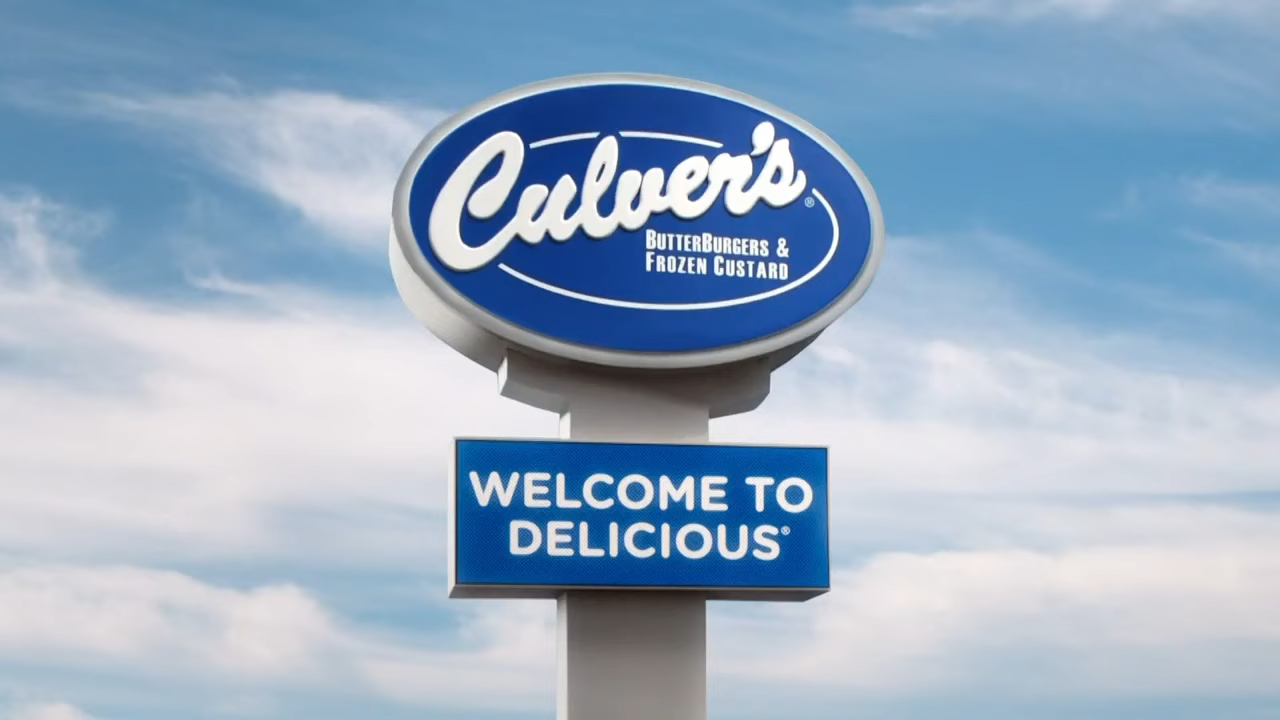 Culver's®
ButterBurgers &
Frozen Custard
WELCOME TO
DELICIOUS®